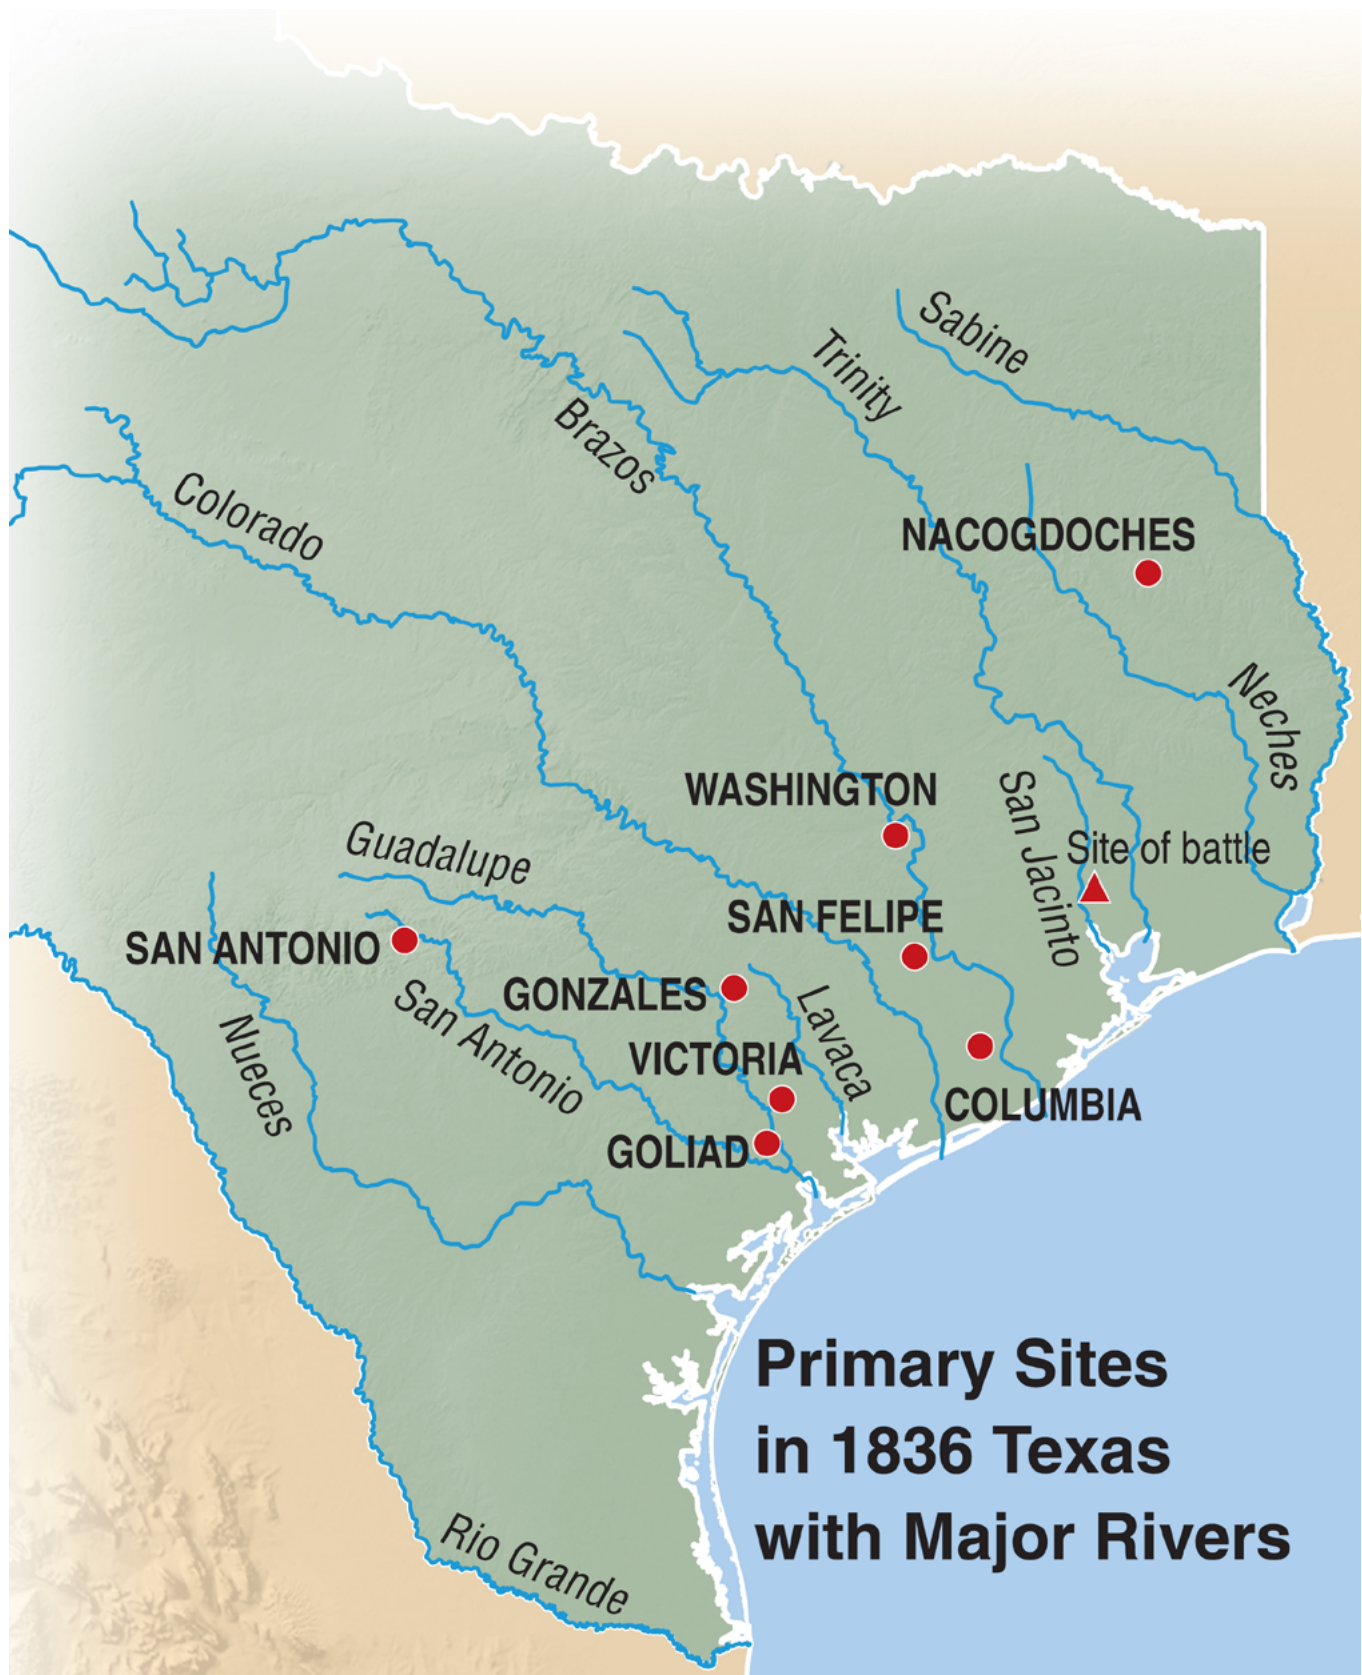 Sabine
Trinity
Brazos
Colorado
NACOGDOCHES
Neches
WASHINGTON
San Jacinto
Site of battle
Guadalupe
SAN FELIPE
SAN ANTONIO
San Antonio
GONZALES
Lavaca
Nueces
VICTORIA
COLUMBIA
GOLIAD
Primary Sites
in 1836 Texas
with Major Rivers
Rio Grande